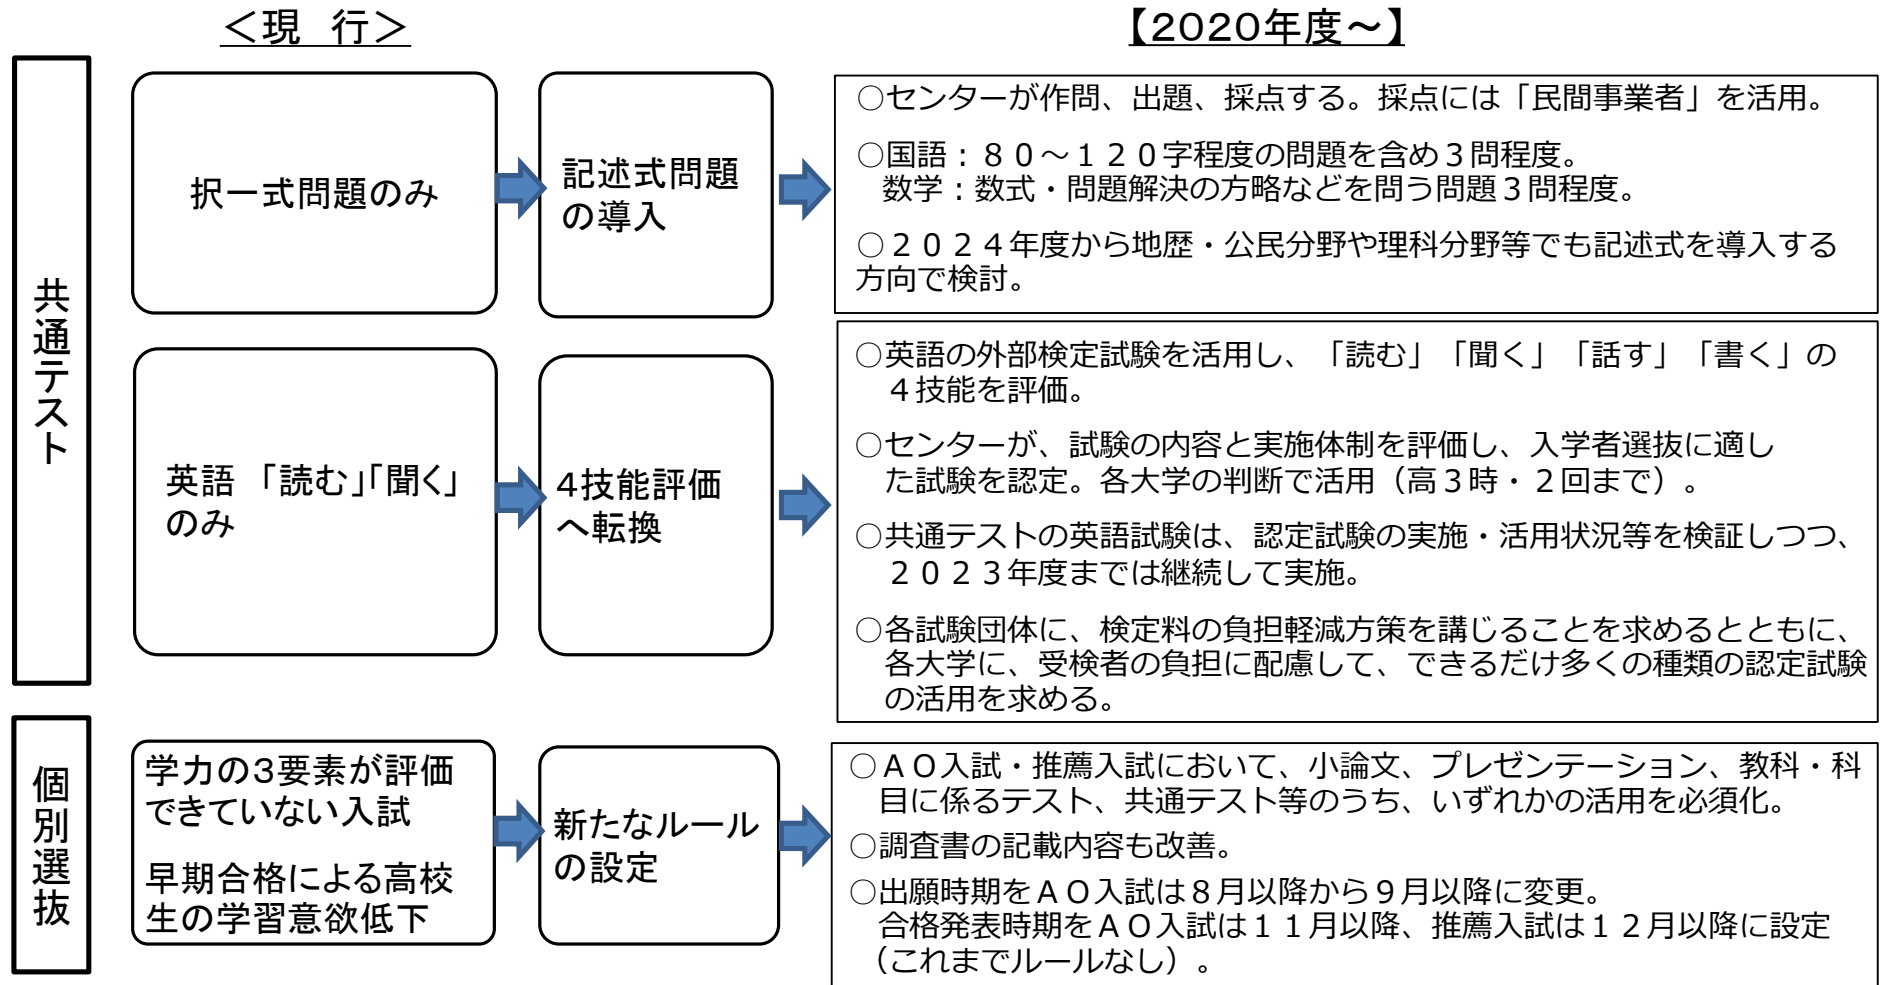 ＜現　行＞
【２０２０年度～】
共通テスト
択一式問題のみ
記述式問題
の導入
○センターが作問、出題、採点する。採点には「民間事業者」を活用。
○国語：８０～１２０字程度の問題を含め３問程度。
数学：数式・問題解決の方略などを問う問題３問程度。
○２０２４年度から地歴・公民分野や理科分野等でも記述式を導入する
方向で検討。
英語 「読む」「聞く」
のみ
４技能評価
へ転換
○英語の外部検定試験を活用し、「読む」「聞く」「話す」「書く」の
４技能を評価。
○センターが、試験の内容と実施体制を評価し、入学者選抜に適し
た試験を認定。各大学の判断で活用（高３時・２回まで）。
○共通テストの英語試験は、認定試験の実施・活用状況等を検証しつつ、
２０２３年度までは継続して実施。
○各試験団体に、検定料の負担軽減方策を講じることを求めるとともに、
各大学に、受検者の負担に配慮して、できるだけ多くの種類の認定試験
の活用を求める。
個別選抜
学力の３要素が評価
できていない入試
早期合格による高校
生の学習意欲低下
新たなルール
の設定
○ＡＯ入試・推薦入試において、小論文、プレゼンテーション、教科・科
目に係るテスト、共通テスト等のうち、いずれかの活用を必須化。
○調査書の記載内容も改善。
○出願時期をＡＯ入試は８月以降から９月以降に変更。
合格発表時期をＡＯ入試は１１月以降、推薦入試は１２月以降に設定
（これまでルールなし）。